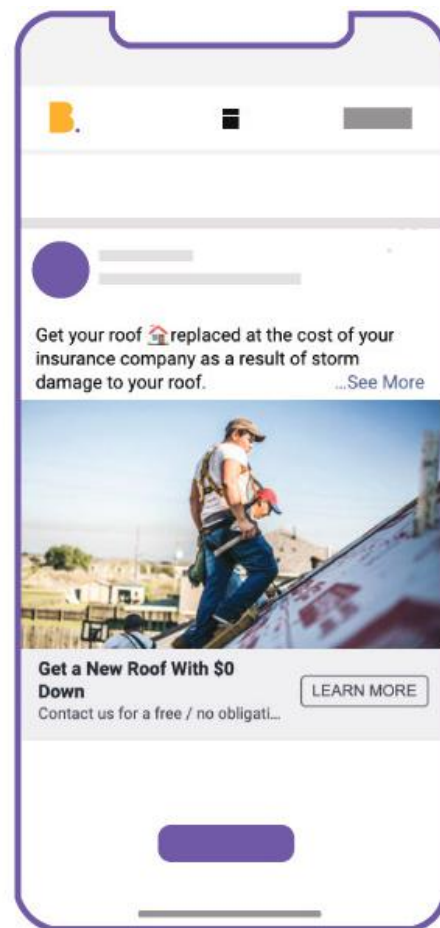 B.
Get your roof 🏠replaced at the cost of your
insurance company as a result of storm
damage to your roof. ...See More
Get a New Roof With $0
Down
LEARN MORE
Contact us for a free / no obligati...